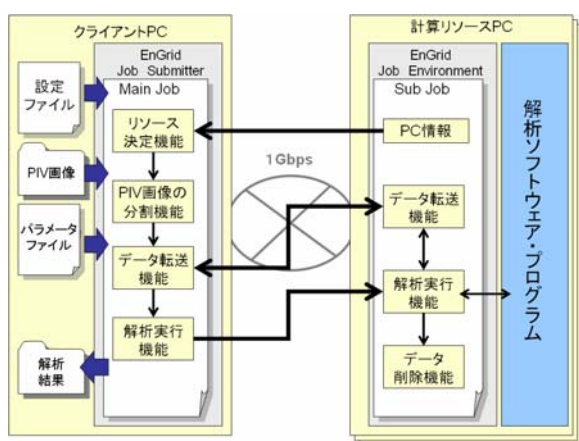 クライアントPC
EnGrid
Job Submitter
Main Job
設定
ファイル
PIV画像
パラメータ
ファイル
解析
結果
リソース
決定機能
PIV画像の
分割機能
データ転送
機能
解析実行
機能
1Gbps
計算リソースPC
EnGrid
Job Environment
Sub Job
PC情報
データ転送
機能
解析実行
機能
データ
削除機能
解析ソフトウェア・プログラム